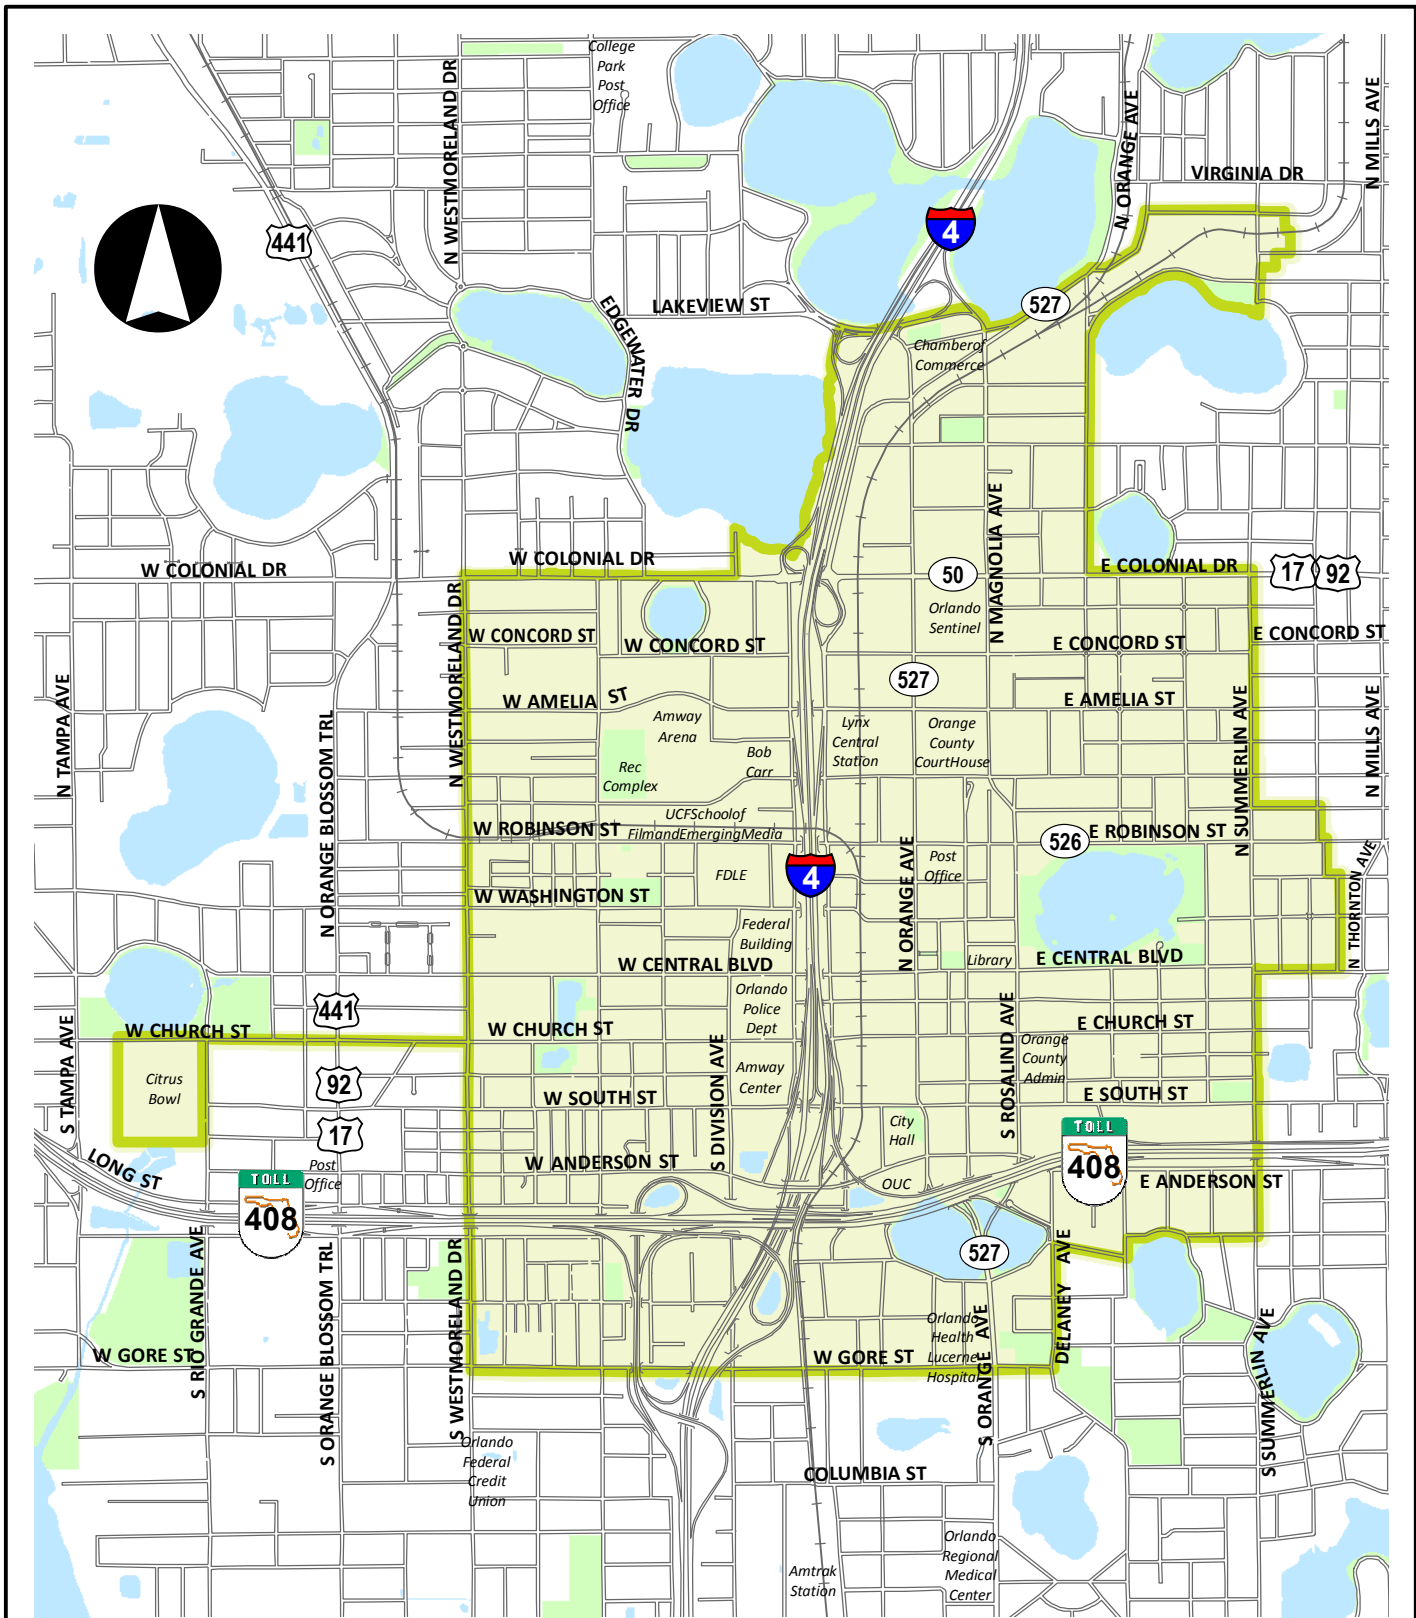 College
Park
Post
Office
N WESTMORELAND DR
N ORANGE AVE
N MILLS AVE
VIRGINIA DR
441
4
527
LAKEVIEW ST
EDGEWATER DR
Chamberof
Commerce
N MAGNOLIA AVE
W COLONIAL DR
W COLONIAL DR
50
E COLONIAL DR
17
92
Orlando
Sentinel
N WESTMORELAND DR
W CONCORD ST
W CONCORD ST
E CONCORD ST
E CONCORD ST
527
N TAMPA AVE
N ORANGE BLOSSOM TRL
W AMELIA ST
E AMELIA ST
N SUMMERLIN AVE
N MILLS AVE
Amway
Arena
Bob
Carr
Lynx
Central
Station
Orange
County
CourtHouse
Rec
Complex
UCFSchoolof
FilmandEmergingMedia
W ROBINSON ST
E ROBINSON ST
526
N ORANGE AVE
Post
Office
FDLE
4
W WASHINGTON ST
N THORNTON AVE
Federal
Building
Library
W CENTRAL BLVD
E CENTRAL BLVD
441
Orlando
Police
Dept
S TAMPA AVE
W CHURCH ST
W CHURCH ST
S ROSALIND AVE
E CHURCH ST
Orange
County
Admin
Citrus
Bowl
92
S DIVISION AVE
Amway
Center
W SOUTH ST
E SOUTH ST
17
City
Hall
TOLL
408
LONG ST
Post
Office
W ANDERSON ST
OUC
E ANDERSON ST
TOLL
408
S RIO GRANDE AVE
S ORANGE BLOSSOM TRL
S WESTMORELAND DR
527
DELANEY AVE
S ORANGE AVE
Orlando
Health
Lucerne
Hospital
W GORE ST
W GORE ST
S SUMMERLIN AVE
Orlando
Federal
Credit
Union
COLUMBIA ST
Orlando
Regional
Medical
Center
Amtrak
Station